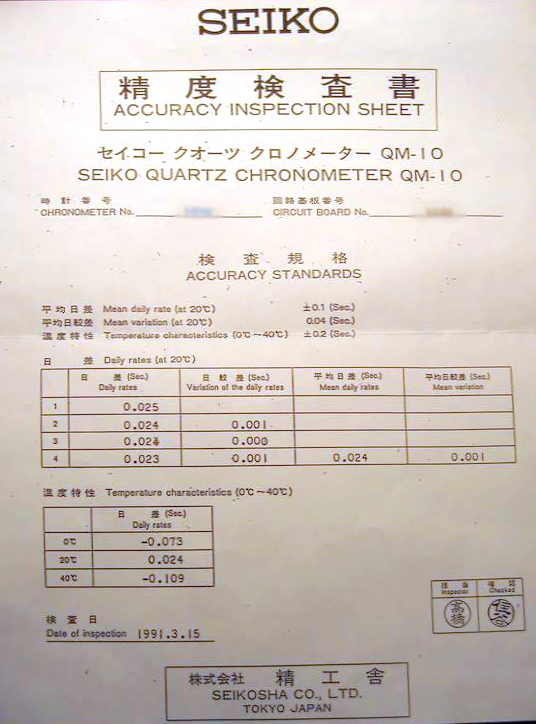 SEIKO
精度検査書
ACCURACY INSPECTION SHEET
セイコー クオーツ クロノメーター QM-10
SEIKO QUARTZ CHRONOMETER QM-10
時計番号 回路基板番号
CHRONOMETER No. CIRCUIT BOARD No.
検査規格
ACCURACY STANDARDS
平均日差 Mean daily rate (at 20℃) ±0.1 (Sec.)
平均日較差 Mean variation (at 20℃) 0.04 (Sec.)
温度特性 Temperature characteristics (0℃~40℃) ±0.2 (Sec.)
日差 Daily rates (at 20℃)
日差 (Sec.) 日較差 (Sec.) 平均日差 (Sec.) 平均日較差 (Sec.)
Daily rates Variation of the daily rates Mean daily rates Mean variation
1 0.025
2 0.024 0.001
3 0.024 0.000
4 0.023 0.001 0.024 0.001
温度特性 Temperature characteristics (0℃~40℃)
日差 (Sec.)
Daily rates
0℃ -0.073
20℃ 0.024
40℃ -0.109
担当 確認
Inspector Checked
高橋
検査日
Date of inspection 1991.3.15
株式会社 精工舎
SEIKOSHA CO., LTD.
TOKYO JAPAN